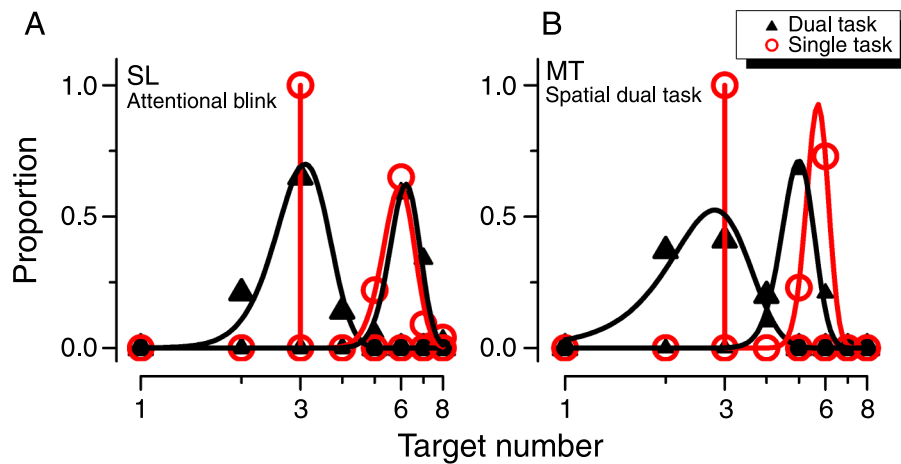 A
B
Dual task
Single task
SL
Attentional blink
MT
Spatial dual task
1.0
0.5
0.0
1.0
0.5
0.0
Proportion
1 3 6 8
1 3 6 8
Target number